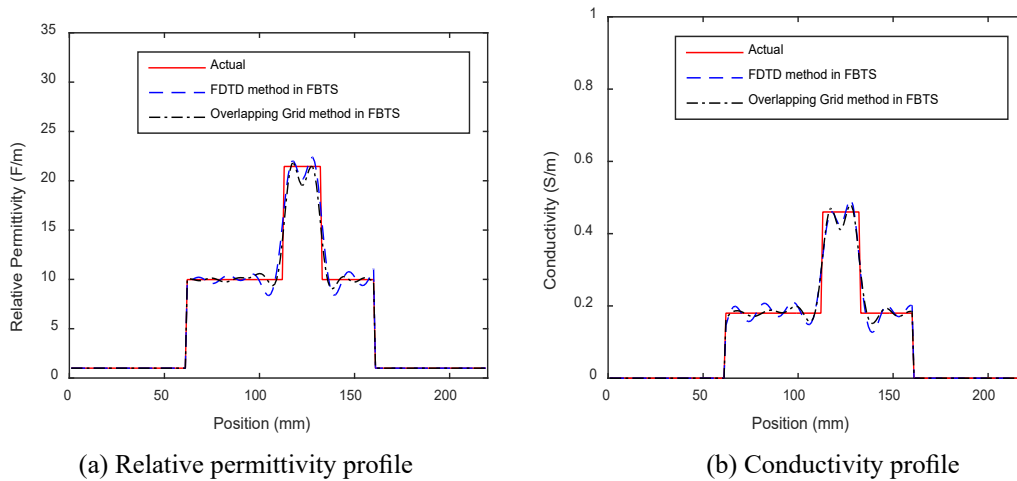 35
30
25
20
15
10
5
0
Relative Permittivity (F/m)
Actual
FDTD method in FBTS
Overlapping Grid method in FBTS
0 50 100 150 200
Position (mm)
(a) Relative permittivity profile
1
0.8
0.6
0.4
0.2
0
Conductivity (S/m)
Actual
FDTD method in FBTS
Overlapping Grid method in FBTS
0 50 100 150 200
Position (mm)
(b) Conductivity profile